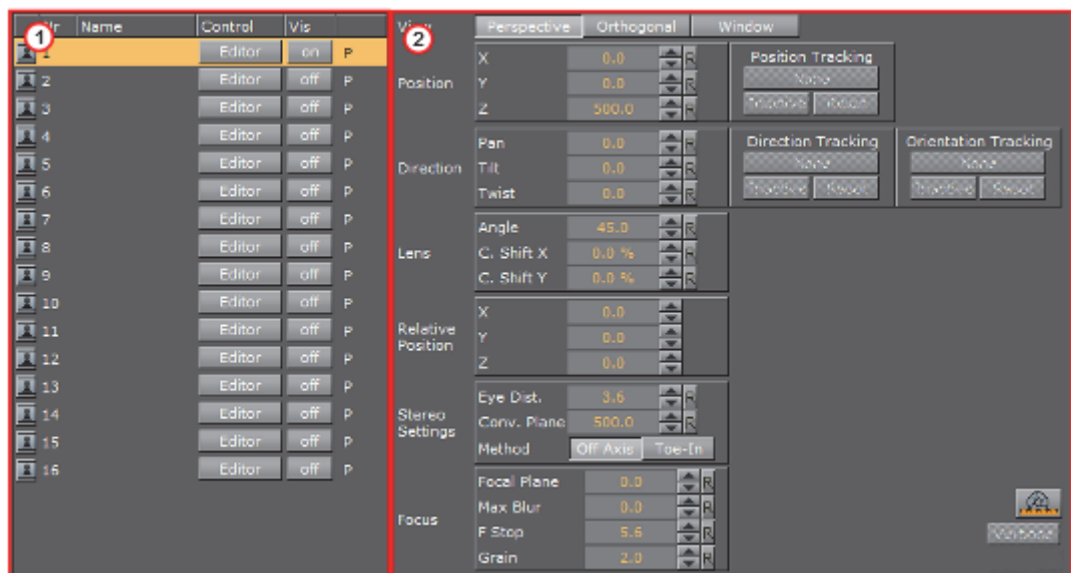 1
Nr Name Control Vis
1 Editor on P
2 Editor off P
3 Editor off P
4 Editor off P
5 Editor off P
6 Editor off P
7 Editor off P
8 Editor off P
9 Editor off P
10 Editor off P
11 Editor off P
12 Editor off P
13 Editor off P
14 Editor off P
15 Editor off P
16 Editor off P
2
View Perspective Orthogonal Window
Position
X 0.0 R
Y 0.0 R
Z 500.0 R
Position Tracking
None
Direction
Pan 0.0 R
Tilt 0.0 R
Twist 0.0 R
Direction Tracking
None
Inactive Reset
Orientation Tracking
None
Inactive Reset
Lens
Angle 45.0 R
C. Shift X 0.0 % R
C. Shift Y 0.0 % R
Relative
Position
X 0.0
Y 0.0
Z 0.0
Stereo
Settings
Eye Dist. 3.6 R
Conv. Plane 500.0 R
Method Off Axis Toe-In
Focus
Focal Plane 0.0 R
Max Blur 0.0 R
F Stop 5.6 R
Grain 2.0 R